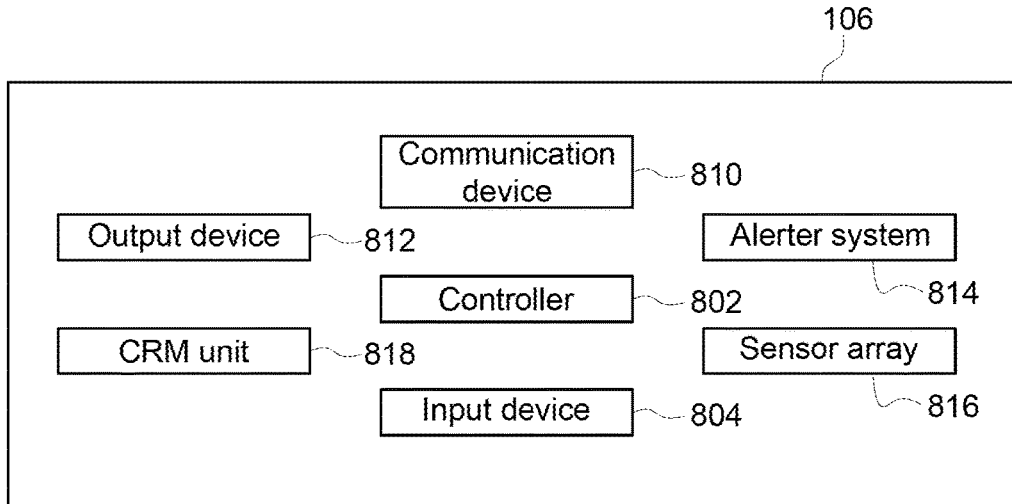 106
Communication
device
810
Output device
812
Alerter system
814
Controller
802
CRM unit
818
Sensor array
816
Input device
804